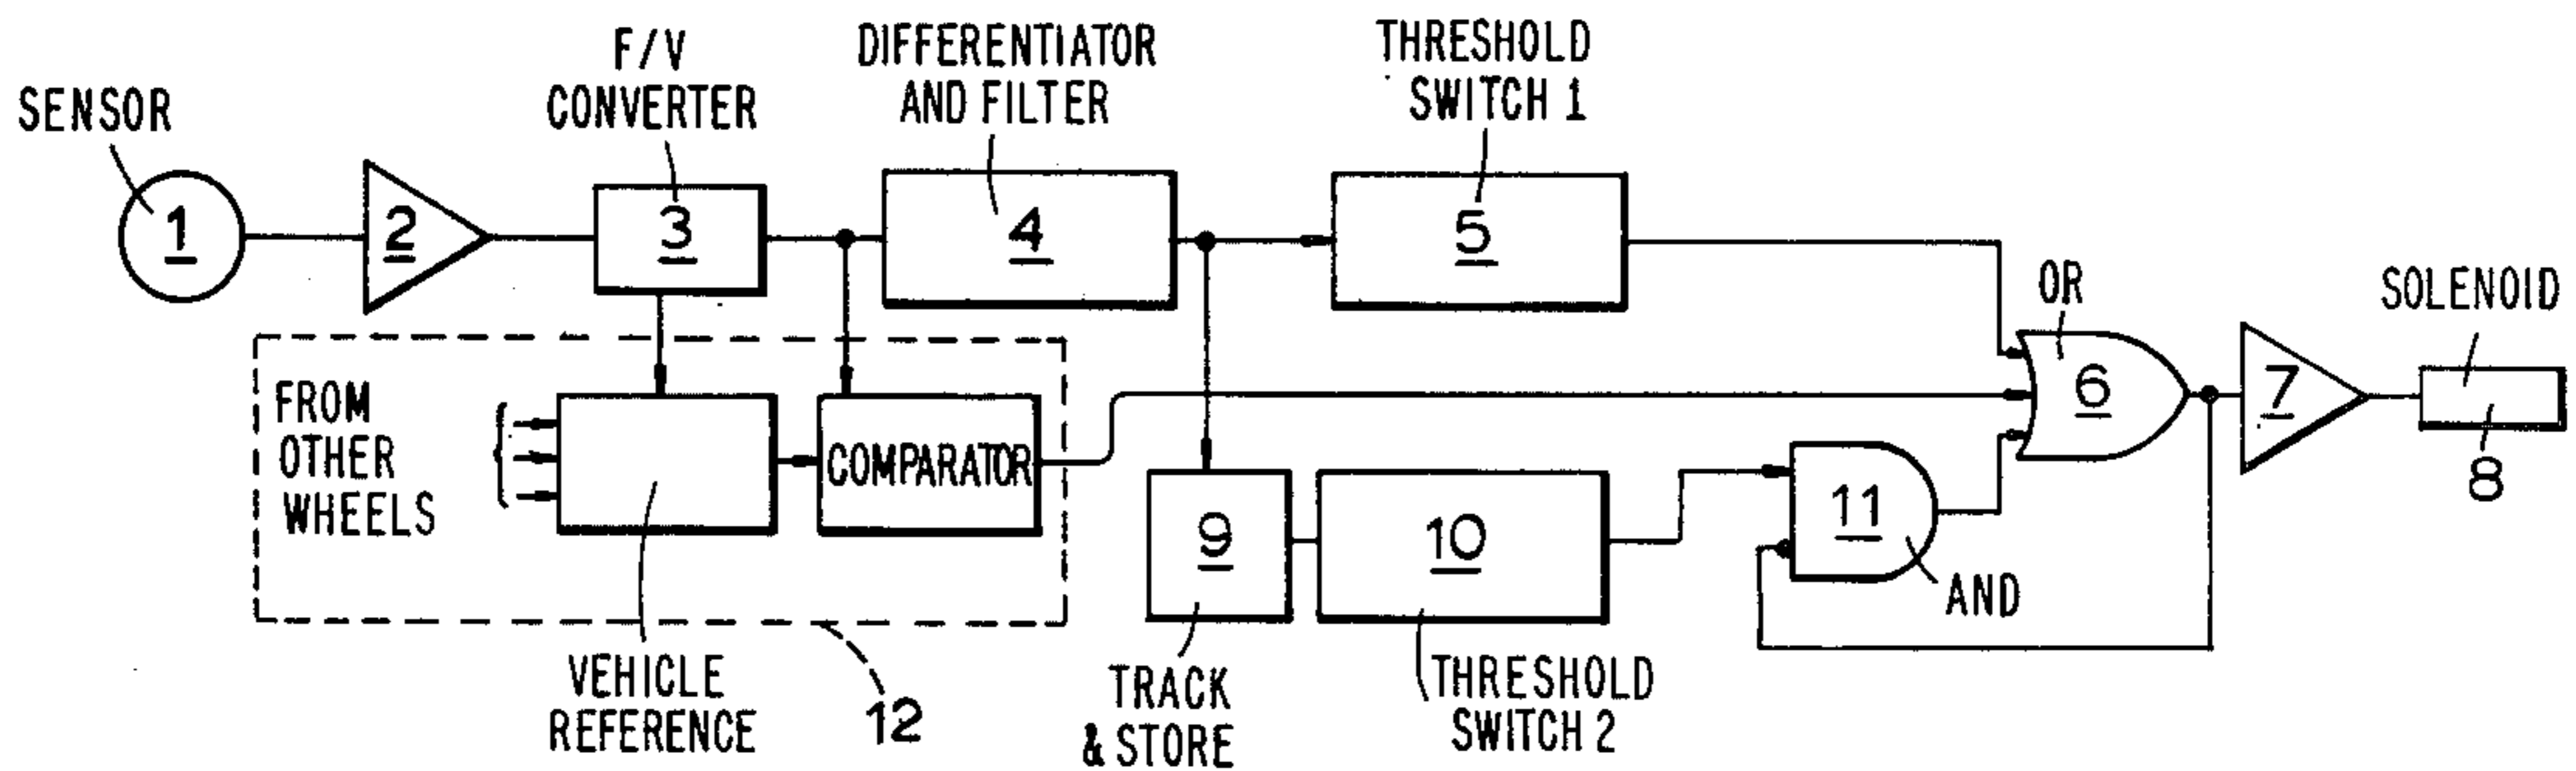 SENSOR
F/V
CONVERTER
DIFFERENTIATOR
AND FILTER
THRESHOLD
SWITCH 1
1
2
3
4
5
OR
6
7
SOLENOID
8
FROM
OTHER
WHEELS
COMPARATOR
9
10
11
AND
VEHICLE
REFERENCE
12
TRACK
& STORE
THRESHOLD
SWITCH 2